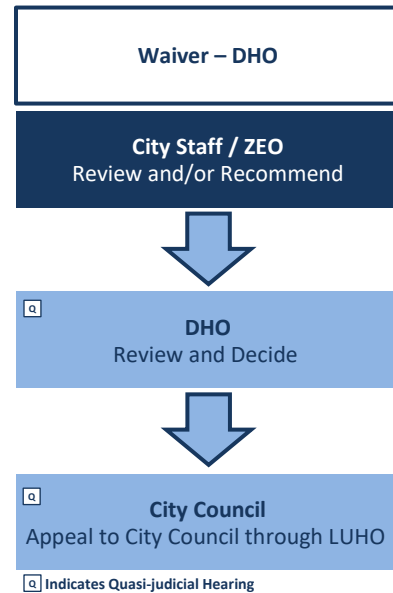 Waiver – DHO
City Staff / ZEO
Review and/or Recommend
Q
DHO
Review and Decide
Q
City Council
Appeal to City Council through LUHO
Q Indicates Quasi-judicial Hearing